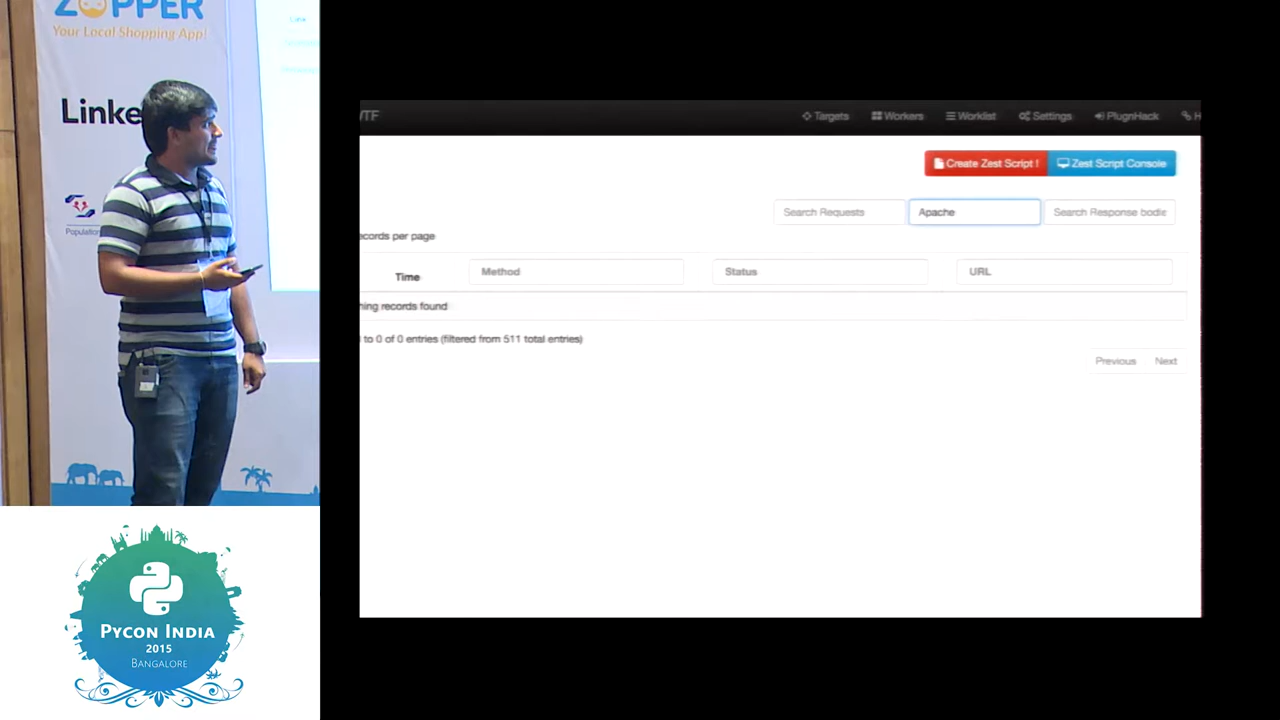 ZOPPER
Your Local Shopping App!
Linke
Population
Link
PYCON INDIA
2015
BANGALORE
/TF
Targets
Workers
Worklist
Settings
PlugnHack
H
Create Zest Script !
Zest Script Console
Search Requests
Apache
Search Response bodie
ecords per page
Time
Method
Status
URL
hing records found
to 0 of 0 entries (filtered from 511 total entries)
Previous
Next